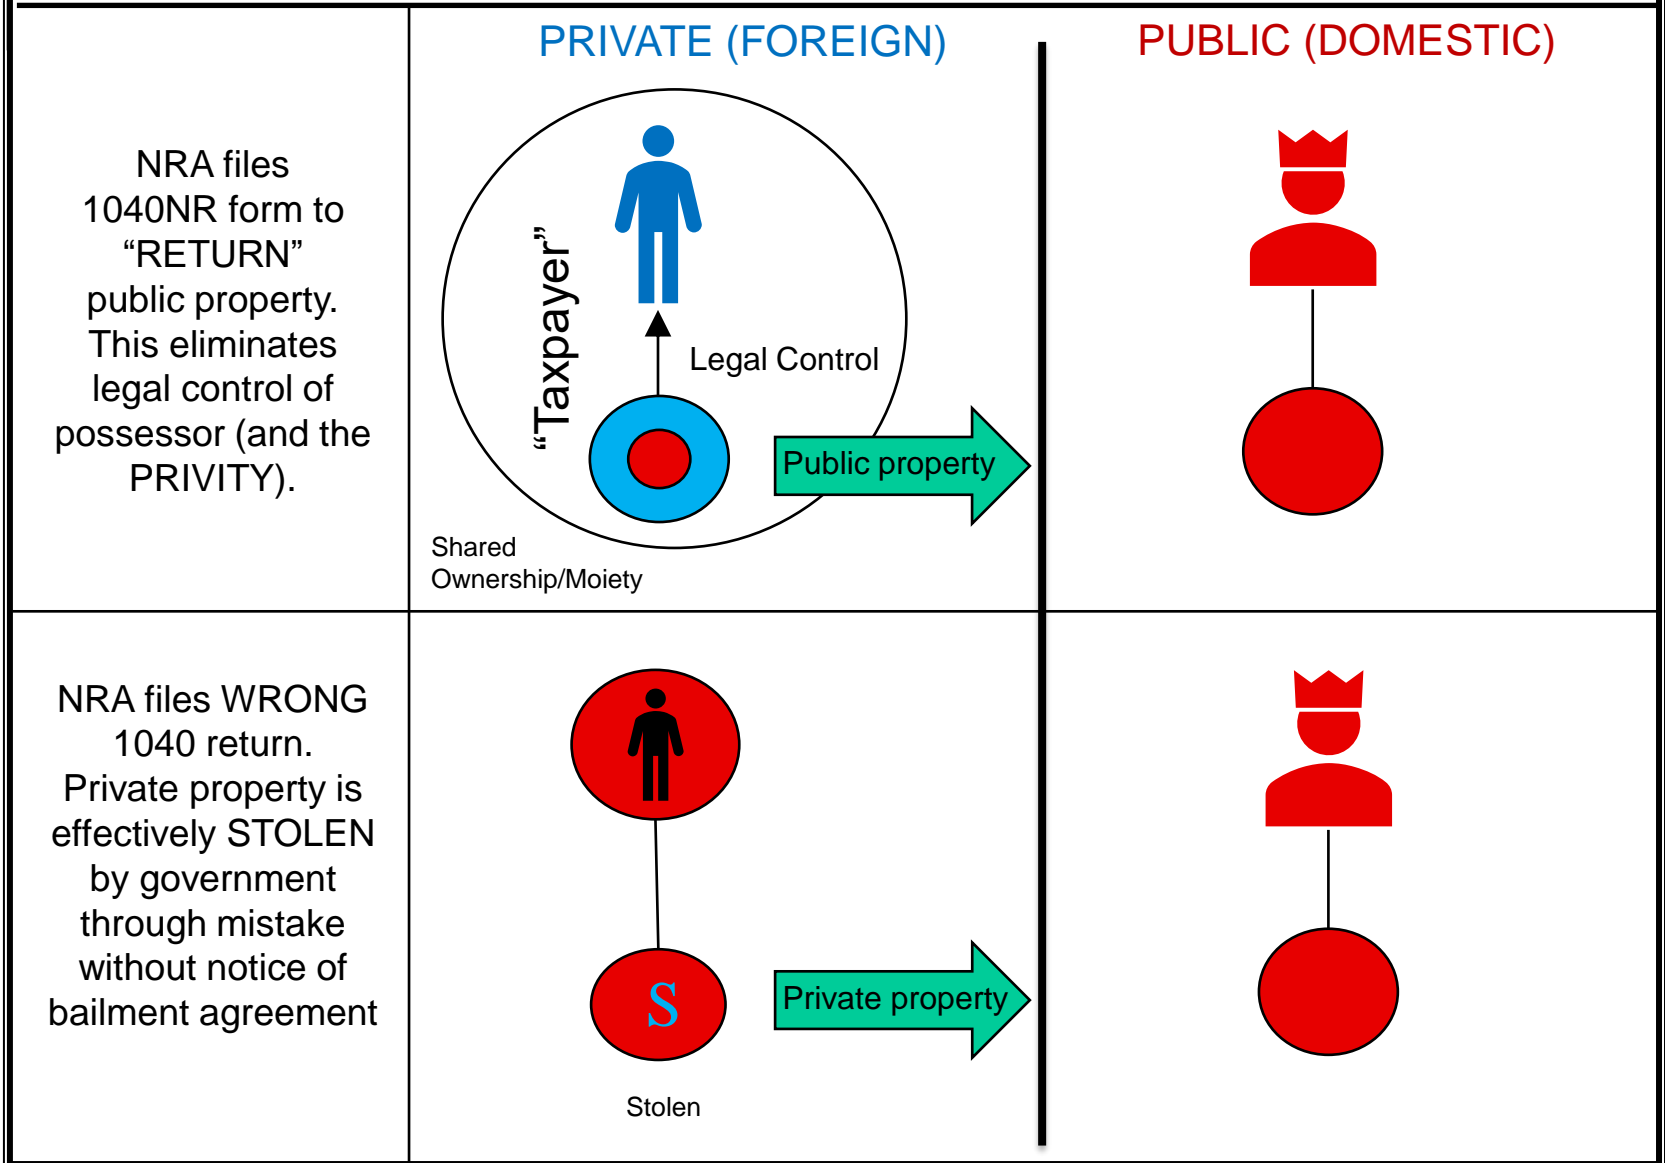 PRIVATE (FOREIGN)
PUBLIC (DOMESTIC)
NRA files
1040NR form to
“RETURN”
public property.
This eliminates
legal control of
possessor (and the
PRIVITY).
“Taxpayer”
Legal Control
Public property
Shared
Ownership/Moiety
NRA files WRONG
1040 return.
Private property is
effectively STOLEN
by government
through mistake
without notice of
bailment agreement
S
Private property
Stolen